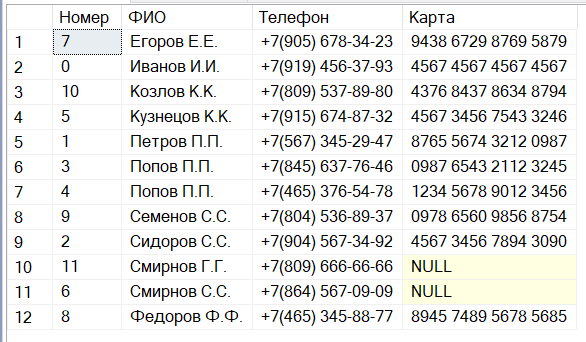 Номер ФИО Телефон Карта
1 7 Егоров Е.Е. +7(905) 678-34-23 9438 6729 8769 5879
2 0 Иванов И.И. +7(919) 456-37-93 4567 4567 4567 4567
3 10 Козлов К.К. +7(809) 537-89-80 4376 8437 8634 8794
4 5 Кузнецов К.К. +7(915) 674-87-32 4567 3456 7543 3246
5 1 Петров П.П. +7(567) 345-29-47 8765 5674 3212 0987
6 3 Попов П.П. +7(845) 637-76-46 0987 6543 2112 3245
7 4 Попов П.П. +7(465) 376-54-78 1234 5678 9012 3456
8 9 Семенов С.С. +7(804) 536-89-37 0978 6560 9856 8754
9 2 Сидоров С.С. +7(904) 567-34-92 4567 3456 7894 3090
10 11 Смирнов Г.Г. +7(809) 666-66-66 NULL
11 6 Смирнов С.С. +7(864) 567-09-09 NULL
12 8 Федоров Ф.Ф. +7(465) 345-88-77 8945 7489 5678 5685